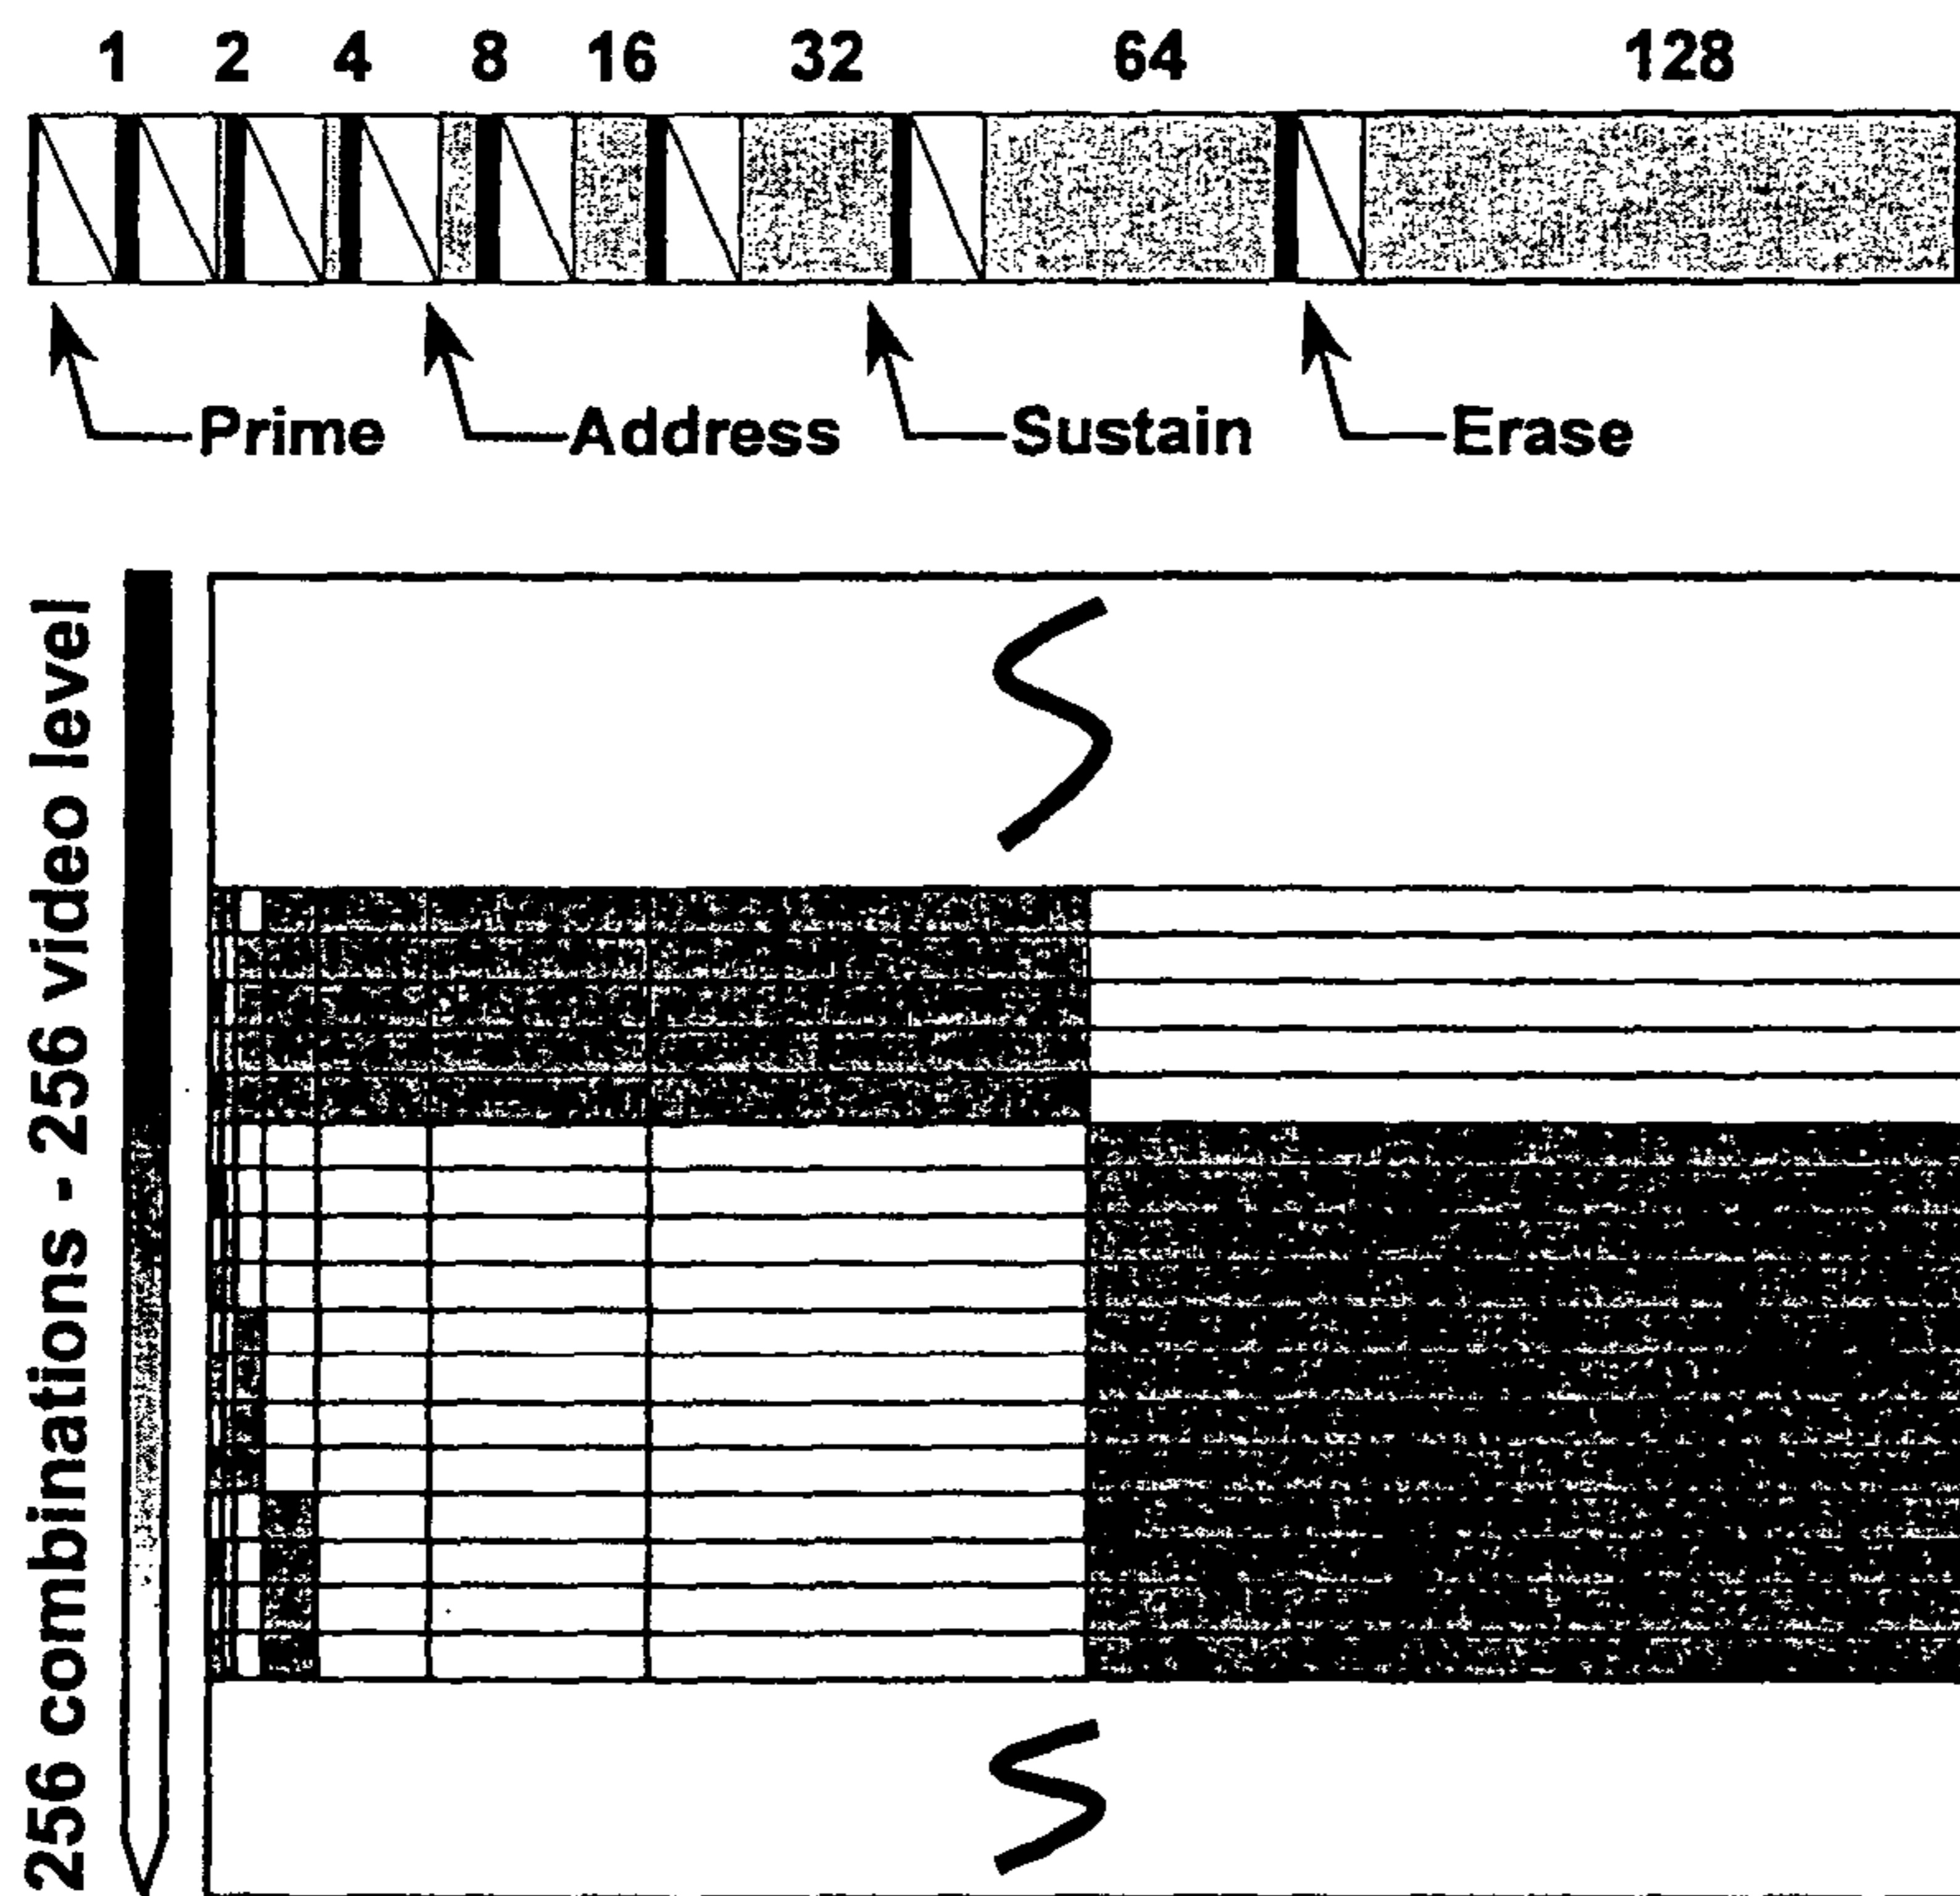 1 2 4 8 16 32 64 128
Prime Address Sustain Erase
256 combinations - 256 video level